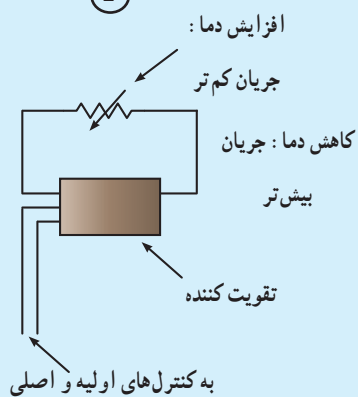 افزایش دما :
جریان کم‌تر
کاهش دما : جریان
بیش‌تر
تقویت کننده
به کنترل‌های اولیه و اصلی